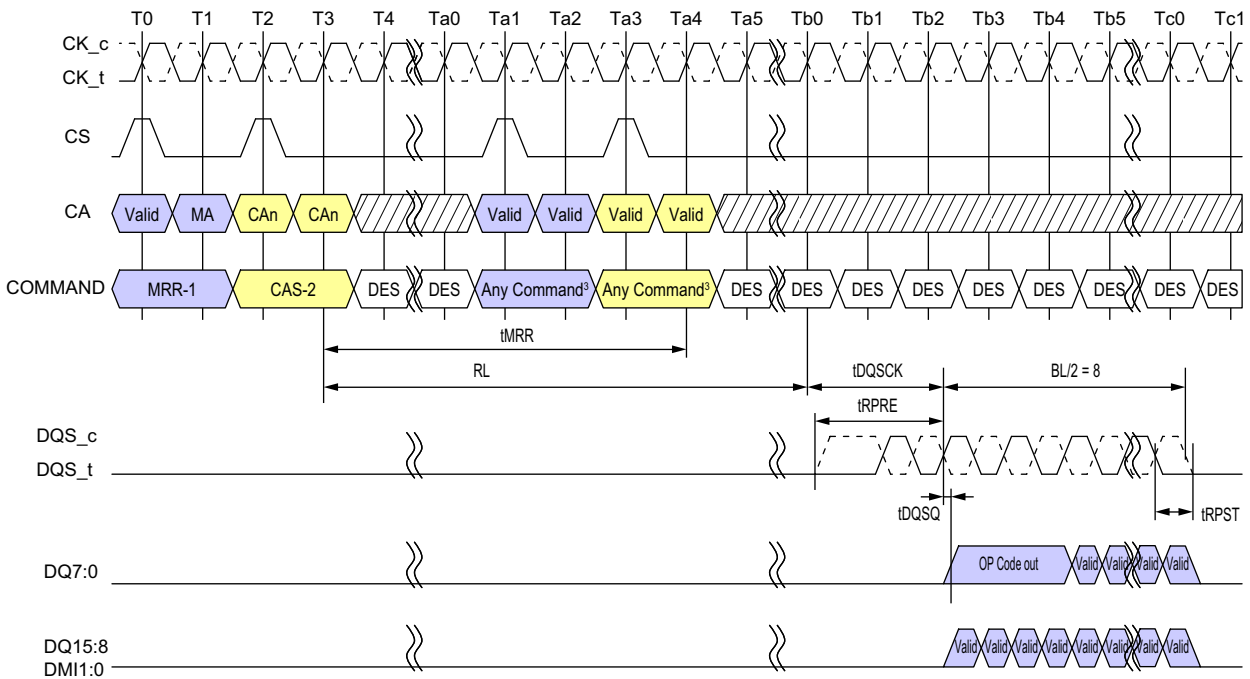 T0 T1 T2 T3 T4 Ta0 Ta1 Ta2 Ta3 Ta4 Ta5 Tb0 Tb1 Tb2 Tb3 Tb4 Tb5 Tc0 Tc1
CK_c
CK_t
CS
CA Valid MA CAn CAn Valid Valid Valid Valid
COMMAND MRR-1 CAS-2 DES DES Any Command³ Any Command³ DES DES DES DES DES DES DES DES DES
tMRR
RL tDQSCK BL/2 = 8
tRPRE
DQS_c
DQS_t
tDQSQ tRPST
DQ7:0 OP Code out Valid Valid Valid Valid
DQ15:8 Valid Valid Valid Valid Valid Valid Valid Valid
DMI1:0